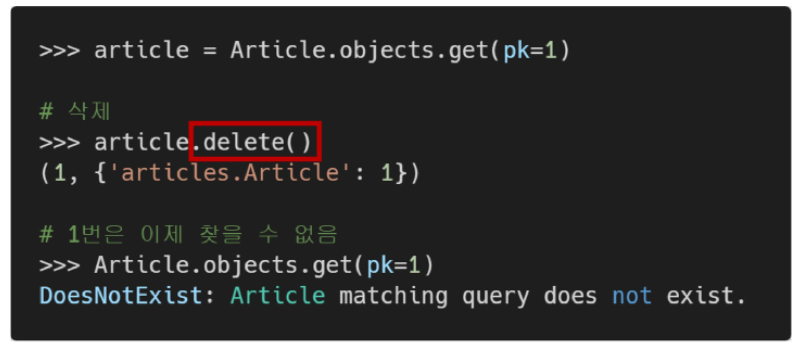 >>> article = Article.objects.get(pk=1)
# 삭제
>>> article.delete()
(1, {'articles.Article': 1})
# 1번은 이제 찾을 수 없음
>>> Article.objects.get(pk=1)
DoesNotExist: Article matching query does not exist.